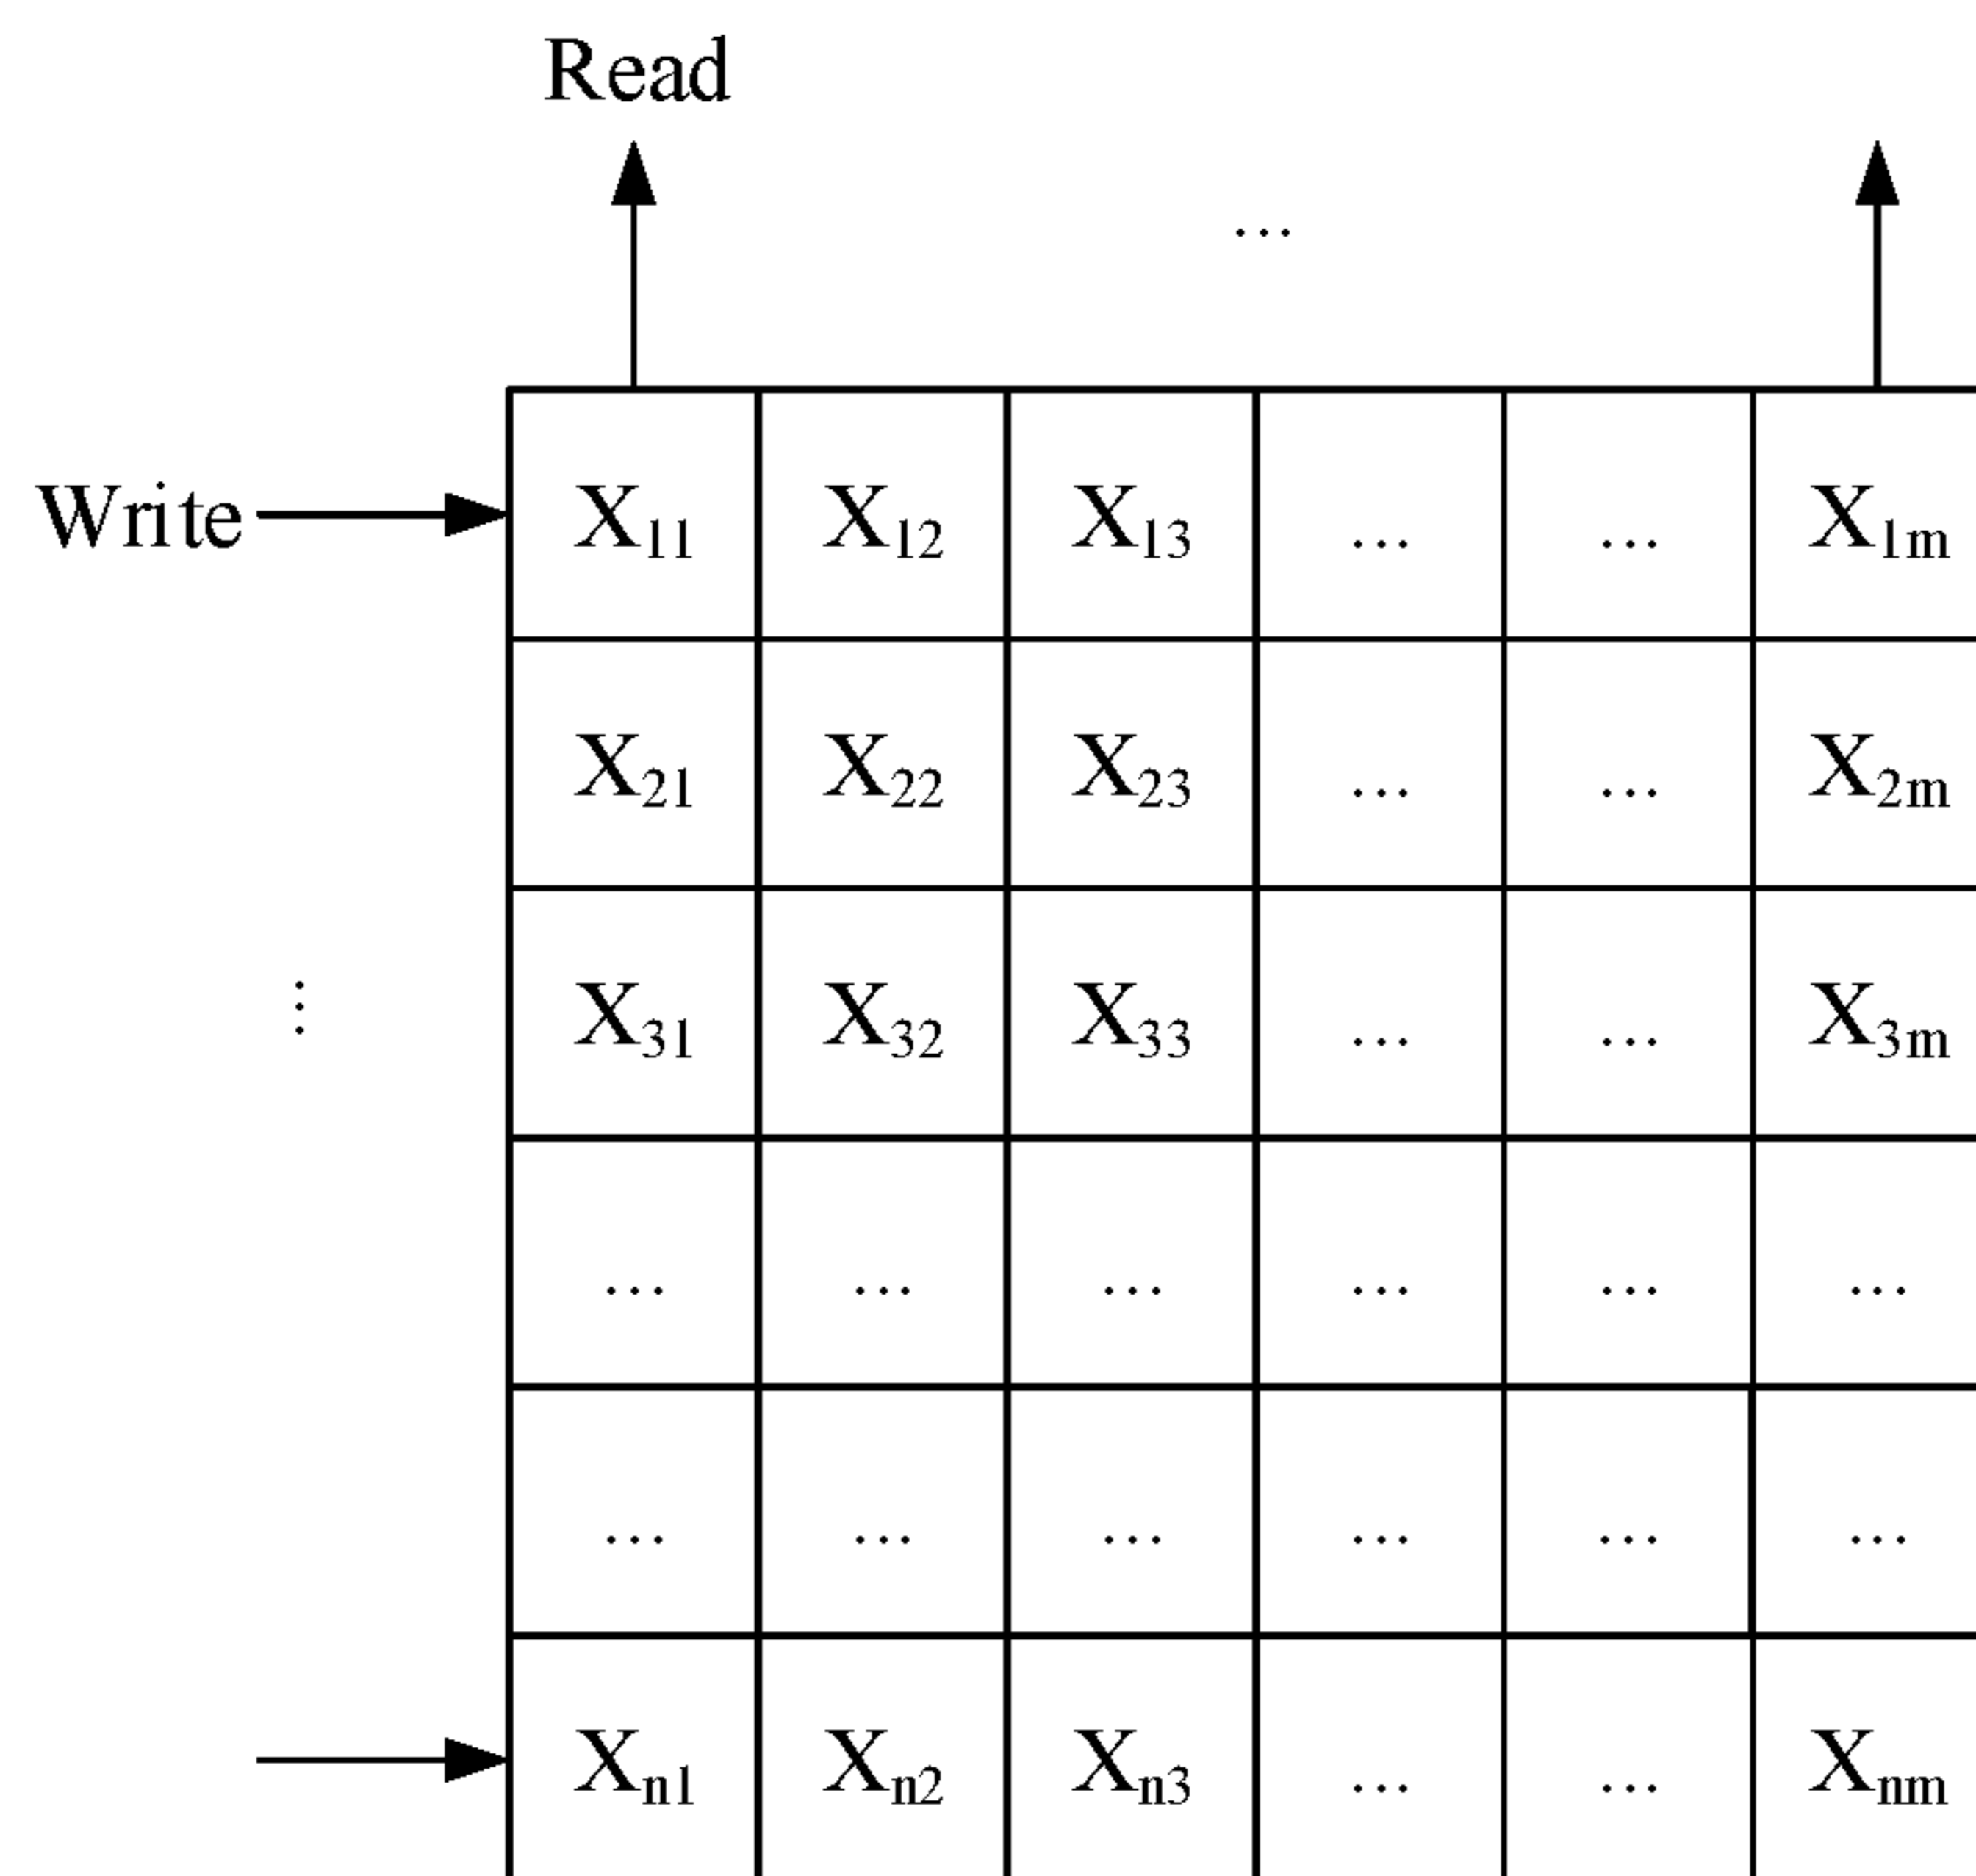 Read
...
Write X₁₁ X₁₂ X₁₃ ... ... X₁ₘ
X₂₁ X₂₂ X₂₃ ... ... X₂ₘ
⋮ X₃₁ X₃₂ X₃₃ ... ... X₃ₘ
... ... ... ... ... ...
... ... ... ... ... ...
Xₙ₁ Xₙ₂ Xₙ₃ ... ... Xₙₘ